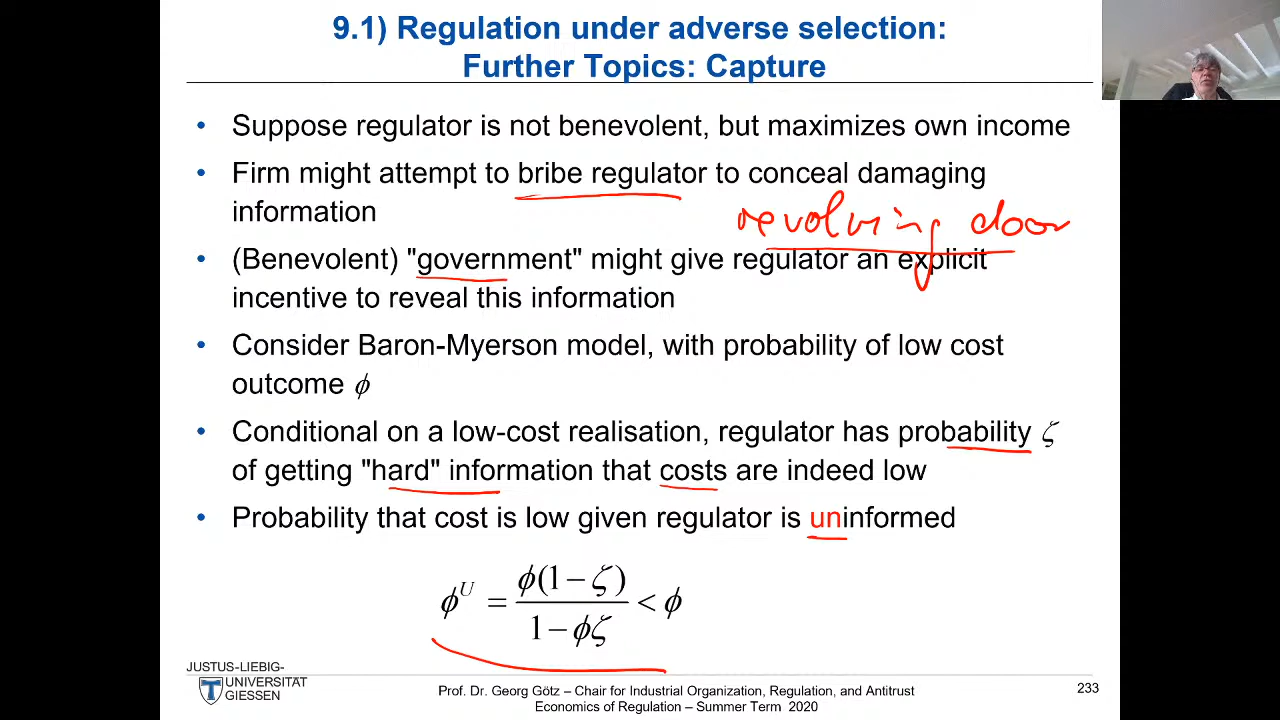 9.1) Regulation under adverse selection:
Further Topics: Capture
• Suppose regulator is not benevolent, but maximizes own income
• Firm might attempt to bribe regulator to conceal damaging
information
revolving door
• (Benevolent) "government" might give regulator an explicit
incentive to reveal this information
• Consider Baron-Myerson model, with probability of low cost
outcome ϕ
• Conditional on a low-cost realisation, regulator has probability ζ
of getting "hard" information that costs are indeed low
• Probability that cost is low given regulator is uninformed
ϕ^U = ϕ(1 − ζ) / (1 − ϕζ) < ϕ
JUSTUS-LIEBIG-
UNIVERSITÄT
GIESSEN
Prof. Dr. Georg Götz – Chair for Industrial Organization, Regulation, and Antitrust
Economics of Regulation – Summer Term 2020
233